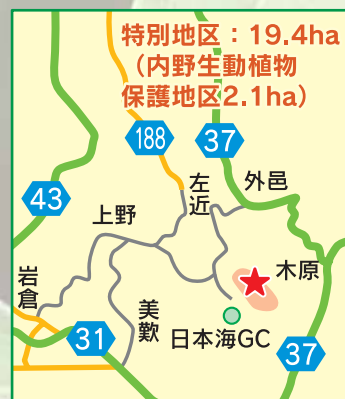 特別地区：19.4ha
（内野生動植物
保護地区2.1ha）
188
37
43
左近
外邑
上野
岩倉
木原
美歎
31
日本海GC
37